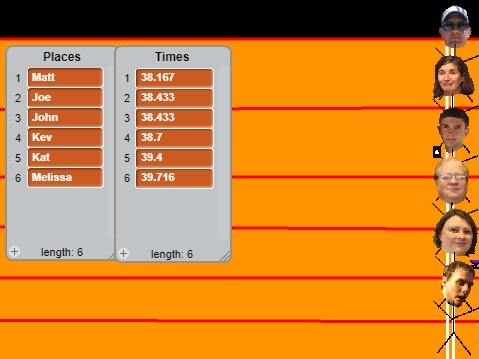 Places Times
1 Matt 1 38.167
2 Joe 2 38.433
3 John 3 38.433
4 Kev 4 38.7
5 Kat 5 39.4
6 Melissa 6 39.716
+ length: 6 + length: 6